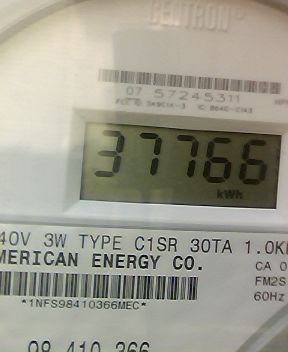 CENTRON
07 57245311
37766
kWh
40V 3W TYPE C1SR 30TA 1.0K
MERICAN ENERGY CO.
CA 0
FM2S
60Hz
*1NFS98410366MEC*
98 410 366